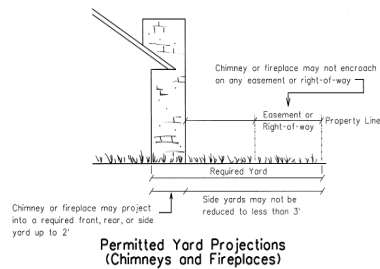 Chimney or fireplace may not encroach
on any easement or right-of-way
Easement or
Right-of-way
Property Line
Required Yard
Chimney or fireplace may project
into a required front, rear, or side
yard up to 2'
Side yards may not be
reduced to less than 3'
Permitted Yard Projections
(Chimneys and Fireplaces)